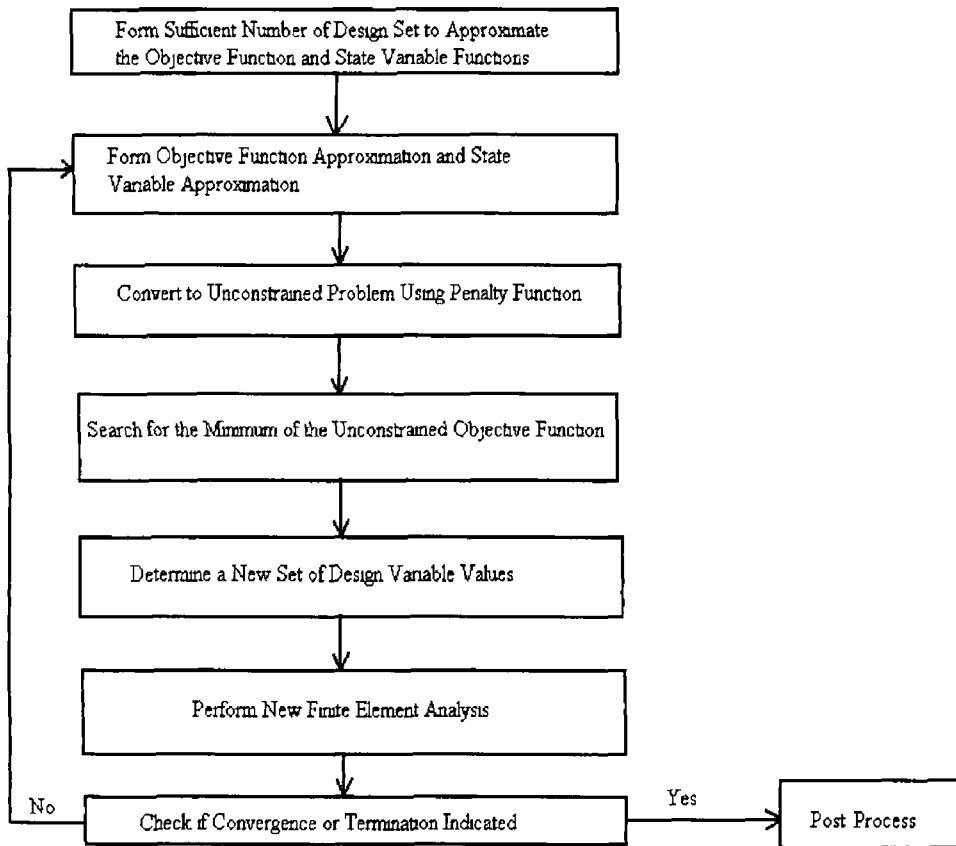 Form Sufficient Number of Design Set to Approximate
the Objective Function and State Variable Functions
Form Objective Function Approximation and State
Variable Approximation
Convert to Unconstrained Problem Using Penalty Function
Search for the Minimum of the Unconstrained Objective Function
Determine a New Set of Design Variable Values
Perform New Finite Element Analysis
No
Check if Convergence or Termination Indicated
Yes
Post Process